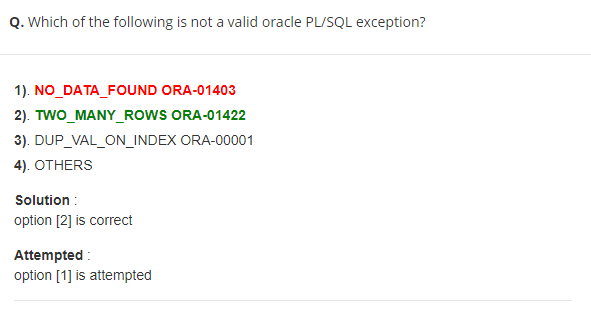 Q. Which of the following is not a valid oracle PL/SQL exception?
1). NO_DATA_FOUND ORA-01403
2). TWO_MANY_ROWS ORA-01422
3). DUP_VAL_ON_INDEX ORA-00001
4). OTHERS
Solution :
option [2] is correct
Attempted :
option [1] is attempted